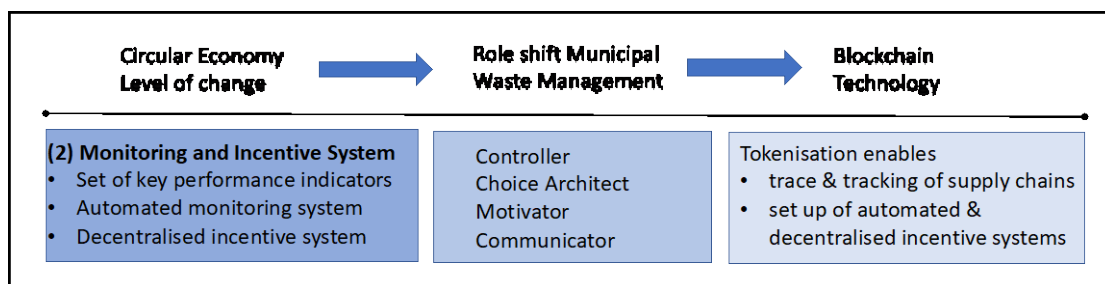 Circular Economy
Level of change
Role shift Municipal
Waste Management
Blockchain
Technology
(2) Monitoring and Incentive System
• Set of key performance indicators
• Automated monitoring system
• Decentralised incentive system
Controller
Choice Architect
Motivator
Communicator
Tokenisation enables
• trace & tracking of supply chains
• set up of automated &
decentralised incentive systems